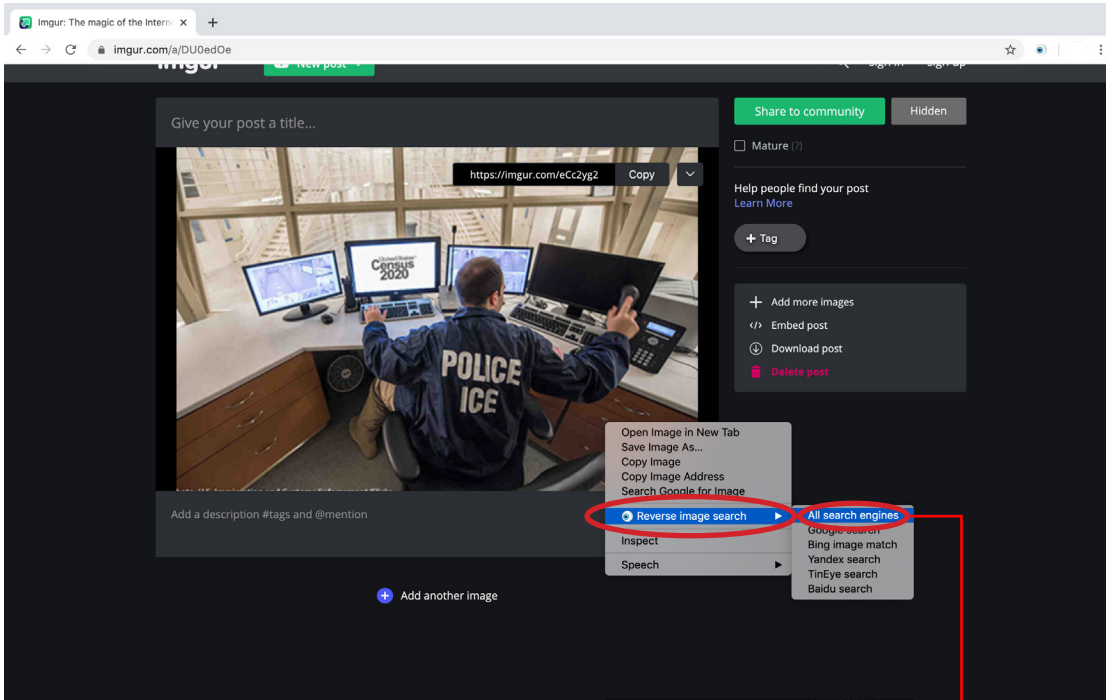 Imgur: The magic of the Intern
imgur.com/a/DU0edOe
imgur
New post
Sign in
Sign up
Give your post a title...
Share to community
Hidden
https://imgur.com/eCc2yg2
Copy
Mature (?)
Help people find your post
Learn More
+ Tag
United States®
Census
2020
Add more images
</> Embed post
Download post
Delete post
POLICE
ICE
Open Image in New Tab
Save Image As...
Copy Image
Copy Image Address
Search Google for Image
Reverse image search
Inspect
Speech
All search engines
Google search
Bing image match
Yandex search
TinEye search
Baidu search
Add a description #tags and @mention
Add another image